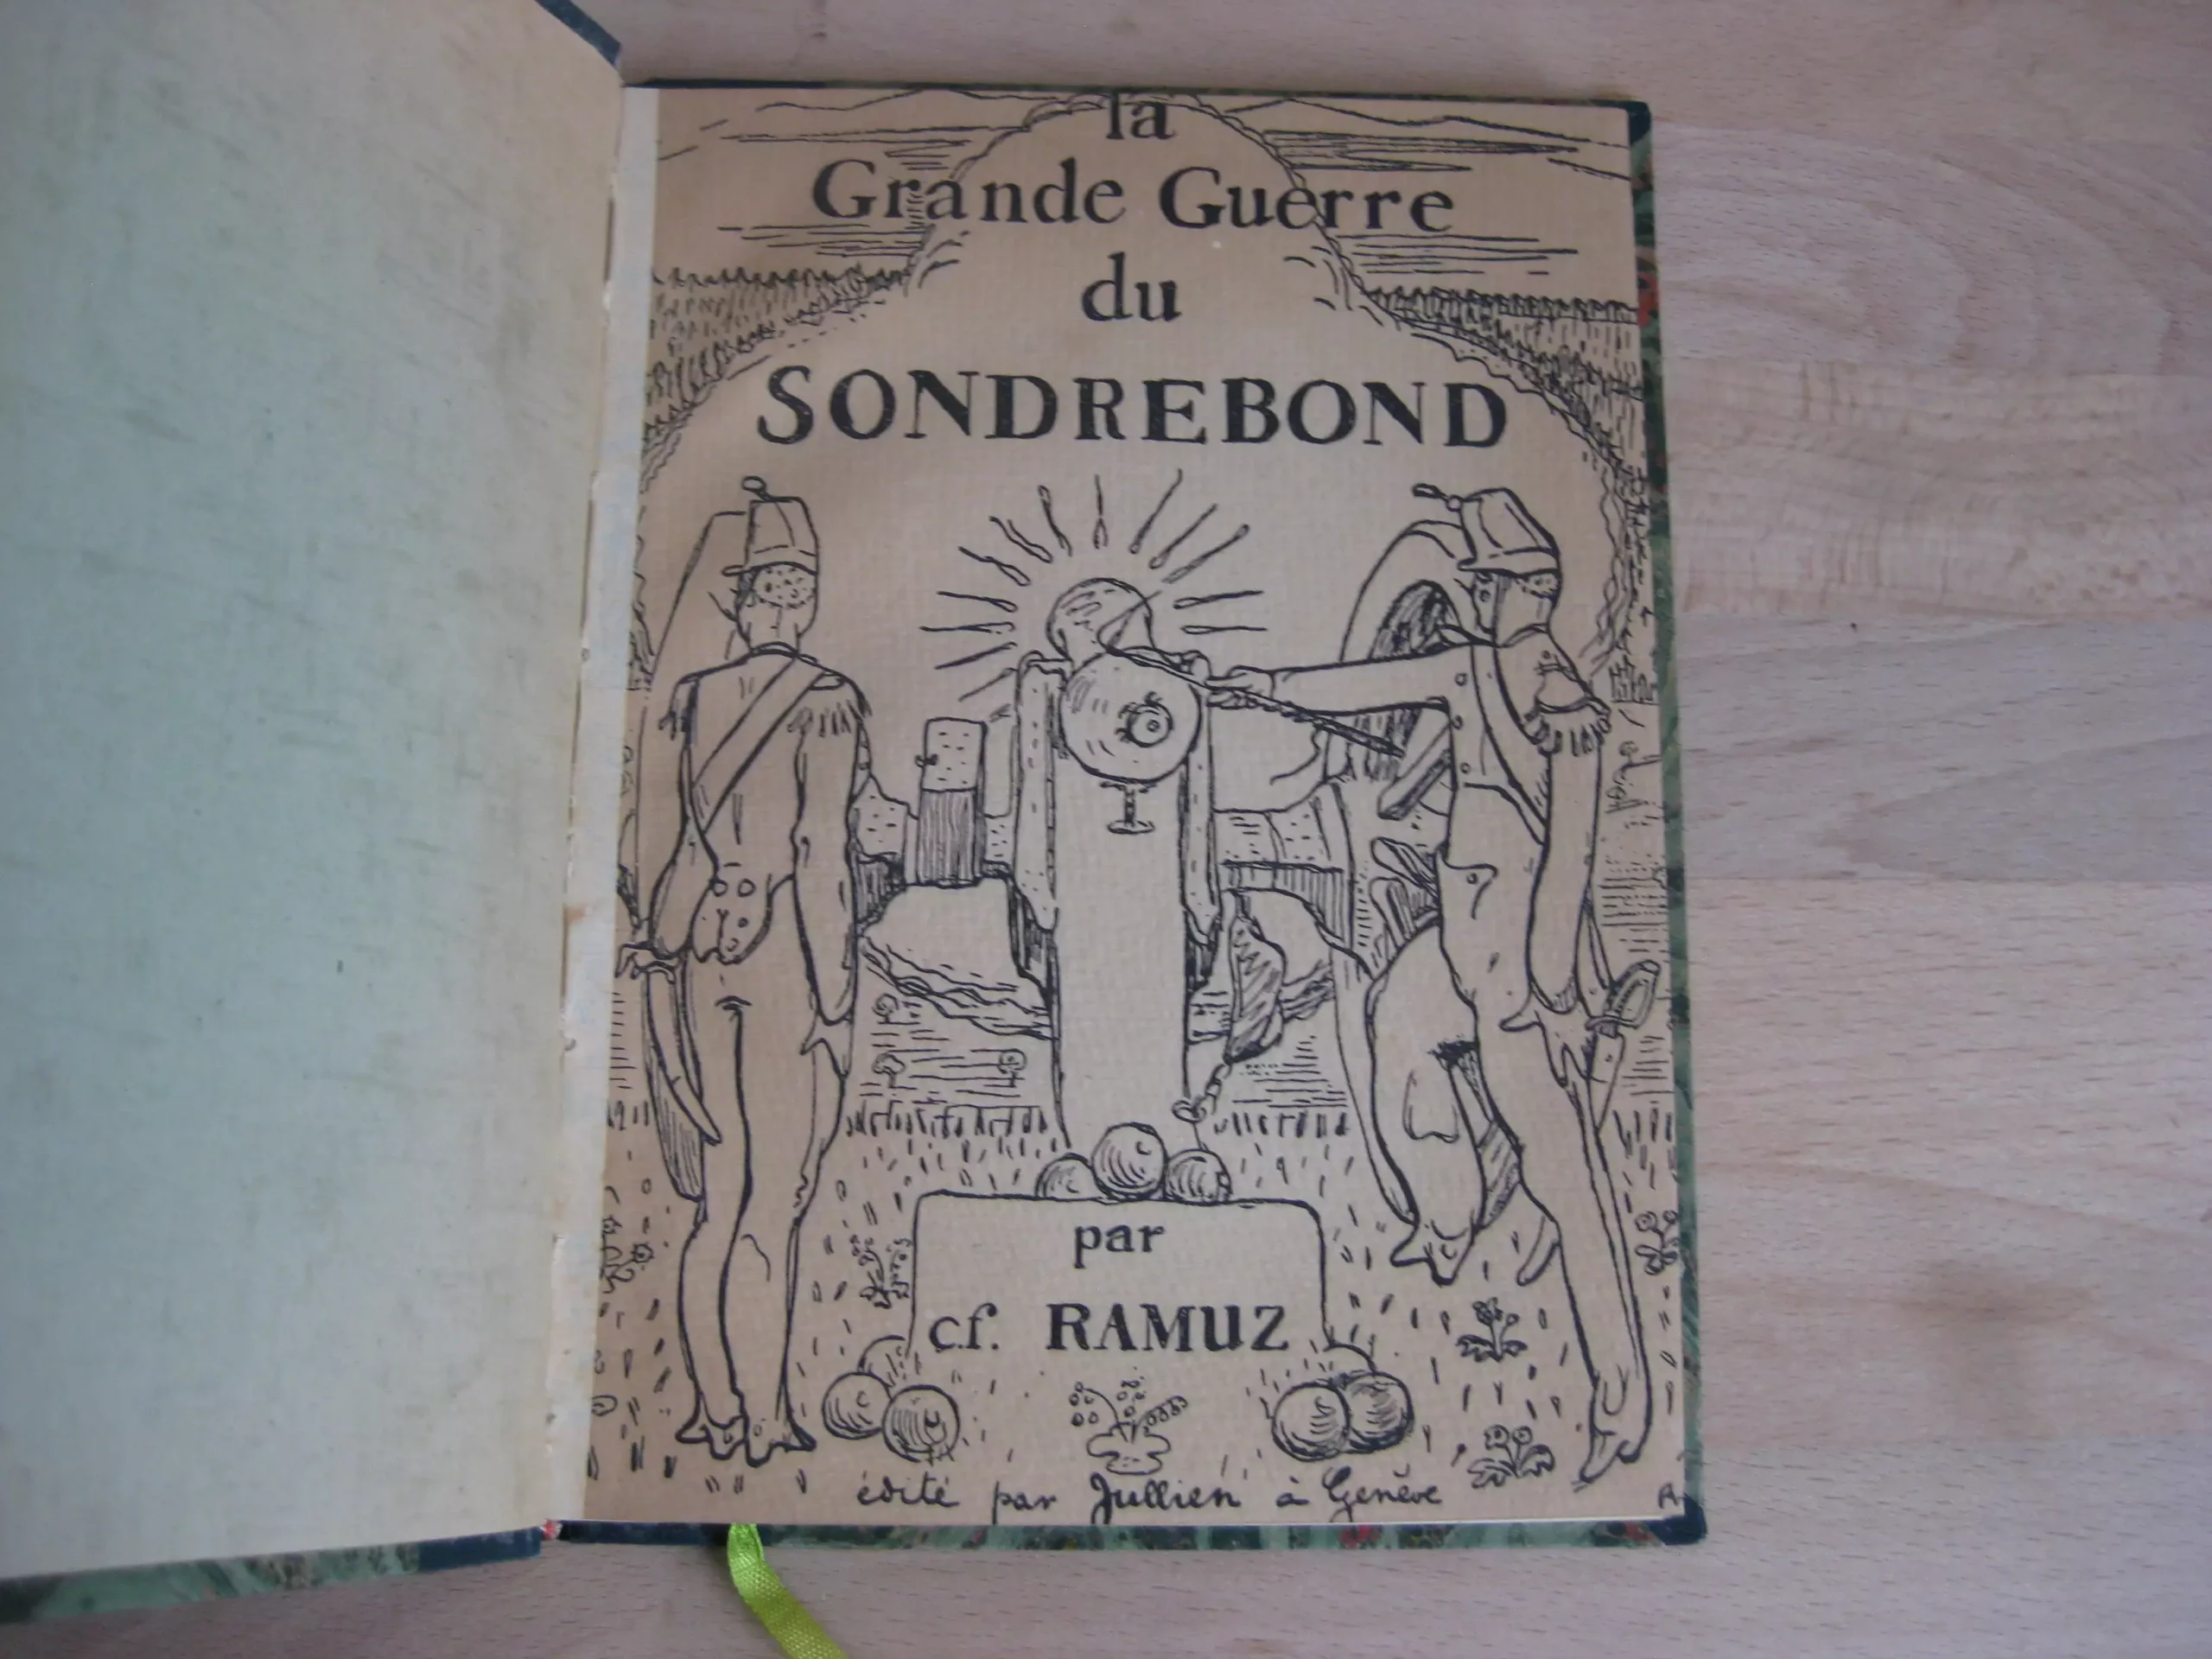 la
Grande Guerre
du
SONDREBOND
par
c.f. RAMUZ
édité par Jullien à Genève